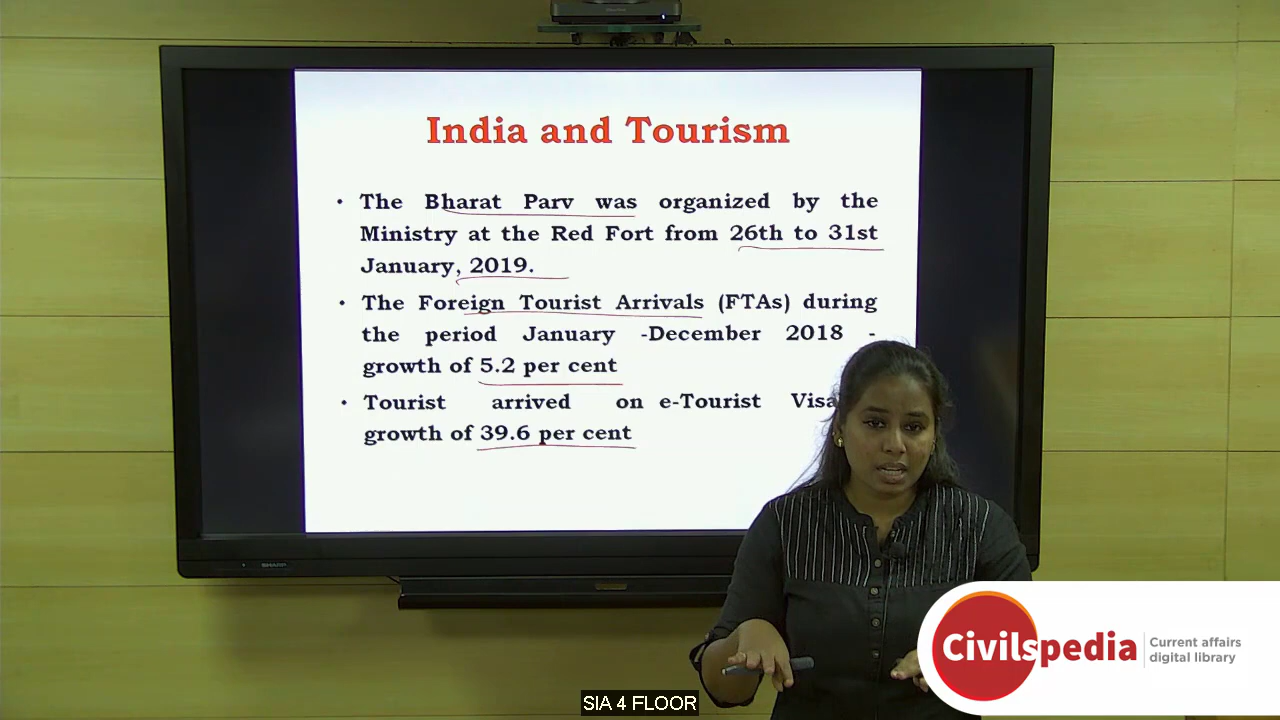 India and Tourism
• The Bharat Parv was organized by the
Ministry at the Red Fort from 26th to 31st
January, 2019.
• The Foreign Tourist Arrivals (FTAs) during
the period January -December 2018 -
growth of 5.2 per cent
• Tourist arrived on e-Tourist
growth of 39.6 per cent
SHARP
Civilspedia
Current affairs
digital library
SIA 4 FLOOR